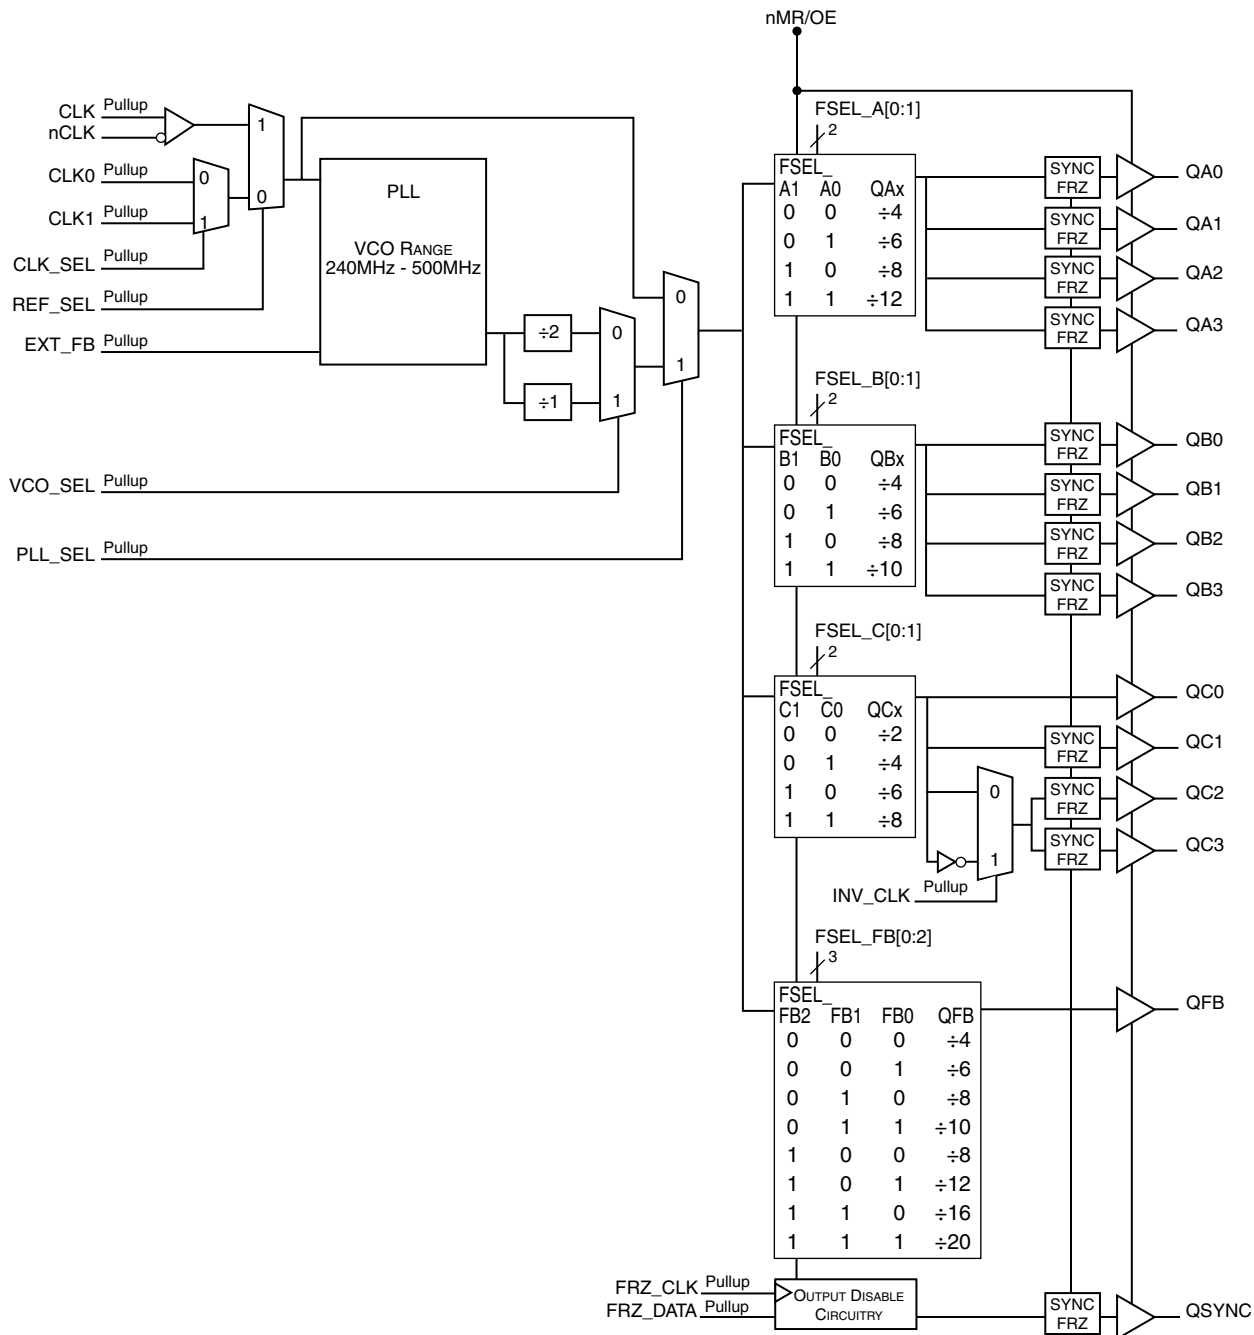 nMR/OE
CLK Pullup
nCLK
CLK0 Pullup
CLK1 Pullup
CLK_SEL Pullup
REF_SEL Pullup
EXT_FB Pullup
VCO_SEL Pullup
PLL_SEL Pullup
1
0
0
1
PLL
VCO RANGE
240MHz - 500MHz
÷2
÷1
0
1
0
1
FSEL_A[0:1]
2
FSEL_
A1 A0 QAx
0 0 ÷4
0 1 ÷6
1 0 ÷8
1 1 ÷12
SYNC
FRZ
QA0
SYNC
FRZ
QA1
SYNC
FRZ
QA2
SYNC
FRZ
QA3
FSEL_B[0:1]
2
FSEL_
B1 B0 QBx
0 0 ÷4
0 1 ÷6
1 0 ÷8
1 1 ÷10
SYNC
FRZ
QB0
SYNC
FRZ
QB1
SYNC
FRZ
QB2
SYNC
FRZ
QB3
FSEL_C[0:1]
2
FSEL_
C1 C0 QCx
0 0 ÷2
0 1 ÷4
1 0 ÷6
1 1 ÷8
QC0
SYNC
FRZ
QC1
0
1
SYNC
FRZ
QC2
SYNC
FRZ
QC3
INV_CLK Pullup
FSEL_FB[0:2]
3
FSEL_
FB2 FB1 FB0 QFB
0 0 0 ÷4
0 0 1 ÷6
0 1 0 ÷8
0 1 1 ÷10
1 0 0 ÷8
1 0 1 ÷12
1 1 0 ÷16
1 1 1 ÷20
QFB
FRZ_CLK Pullup
FRZ_DATA Pullup
OUTPUT DISABLE
CIRCUITRY
SYNC
FRZ
QSYNC